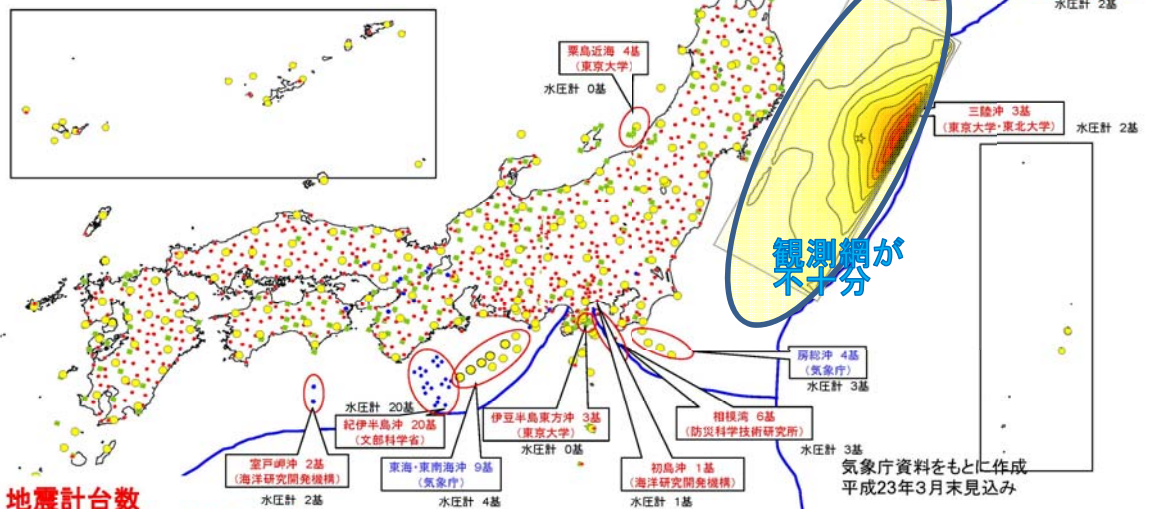 水圧計 2基
粟島近海 4基
(東京大学)
水圧計 0基
三陸沖 3基
(東京大学・東北大学)
水圧計 2基
観測網が
不十分
房総沖 4基
(気象庁)
水圧計 3基
水圧計 20基
紀伊半島沖 20基
(文部科学省)
伊豆半島東方沖 3基
(東京大学)
水圧計 0基
相模湾 6基
(防災科学技術研究所)
水圧計 3基
室戸岬沖 2基
(海洋研究開発機構)
水圧計 2基
東海・東南海沖 9基
(気象庁)
水圧計 4基
初島沖 1基
(海洋研究開発機構)
水圧計 1基
気象庁資料をもとに作成
平成23年3月末見込み
地震計台数